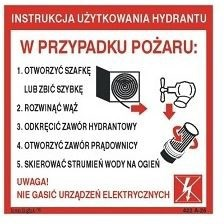 INSTRUKCJA UŻYTKOWANIA HYDRANTU
W PRZYPADKU POŻARU:
1. OTWORZYĆ SZAFKĘ
LUB ZBIĆ SZYBKĘ
2. ROZWINĄĆ WĄŻ
3. ODKRĘCIĆ ZAWÓR HYDRANTOWY
4. OTWORZYĆ ZAWÓR PRĄDOWNICY
5. SKIEROWAĆ STRUMIEŃ WODY NA OGIEŃ
UWAGA!
NIE GASIĆ URZĄDZEŃ ELEKTRYCZNYCH